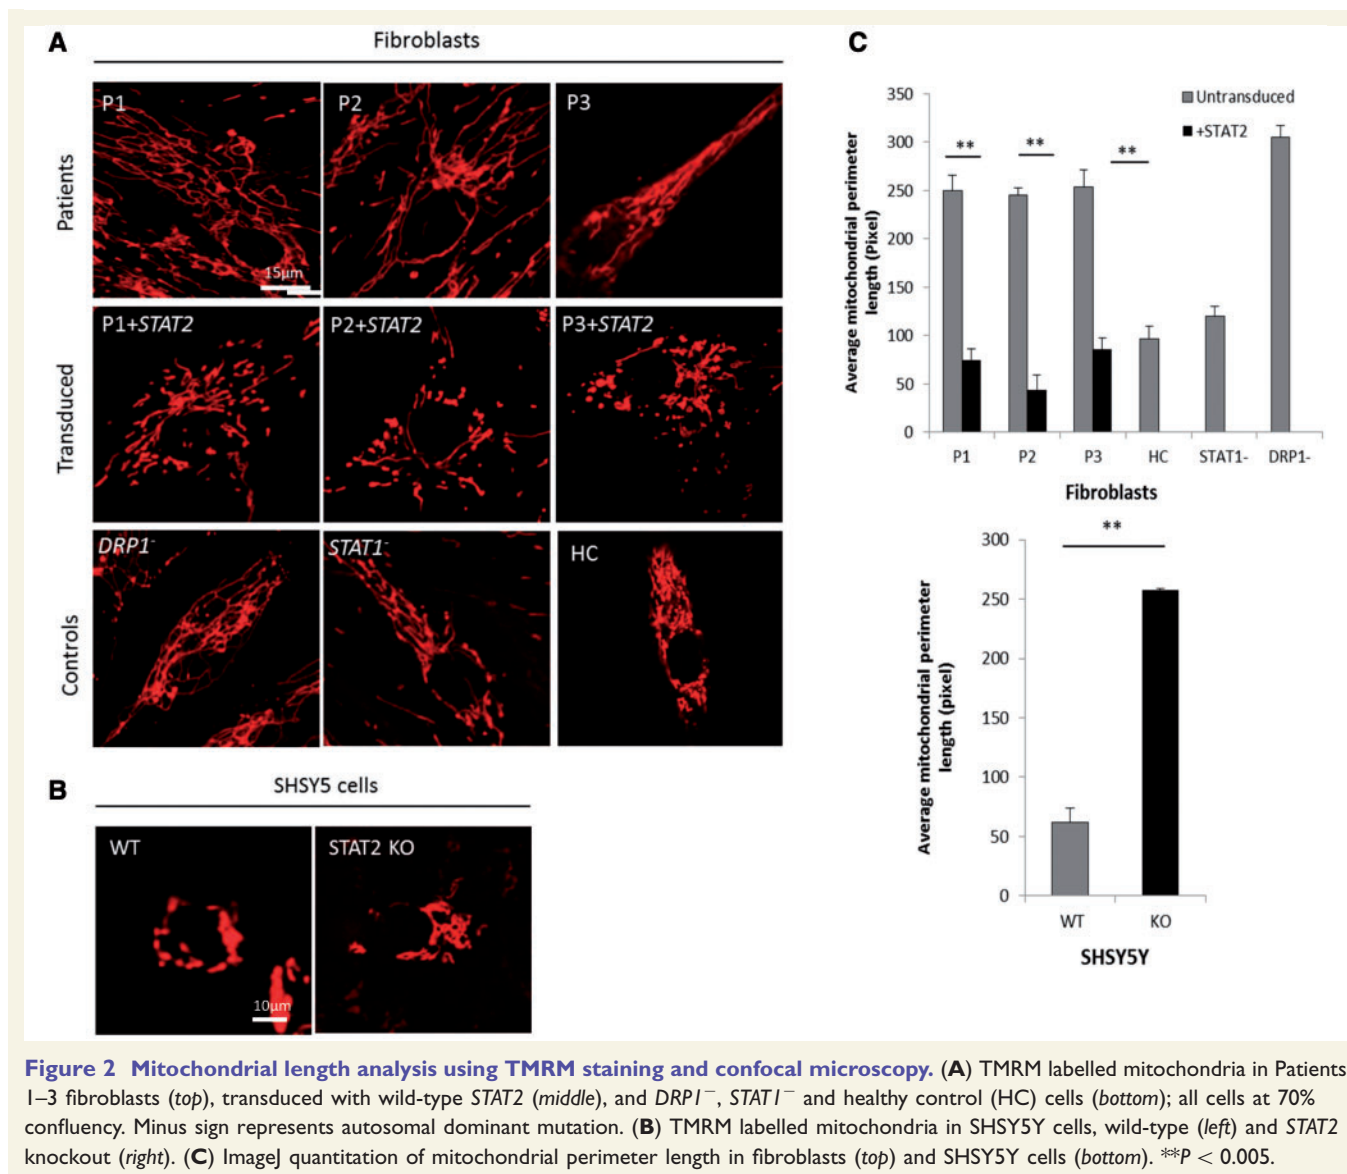 A
Fibroblasts
Patients
P1
P2
P3
15µm
Transduced
P1+STAT2
P2+STAT2
P3+STAT2
Controls
DRP1-
STAT1-
HC
B
SHSY5 cells
WT
STAT2 KO
10µm
C
Average mitochondrial perimeter
length (Pixel)
350
300
250
200
150
100
50
0
Untransduced
+STAT2
**
**
**
P1
P2
P3
HC
STAT1-
DRP1-
Fibroblasts
Average mitochondrial perimeter
length (pixel)
300
250
200
150
100
50
0
**
WT
KO
SHSY5Y
Figure 2 Mitochondrial length analysis using TMRM staining and confocal microscopy. (A) TMRM labelled mitochondria in Patients
1–3 fibroblasts (top), transduced with wild-type STAT2 (middle), and DRP1−, STAT1− and healthy control (HC) cells (bottom); all cells at 70%
confluency. Minus sign represents autosomal dominant mutation. (B) TMRM labelled mitochondria in SHSY5Y cells, wild-type (left) and STAT2
knockout (right). (C) ImageJ quantitation of mitochondrial perimeter length in fibroblasts (top) and SHSY5Y cells (bottom). **P < 0.005.